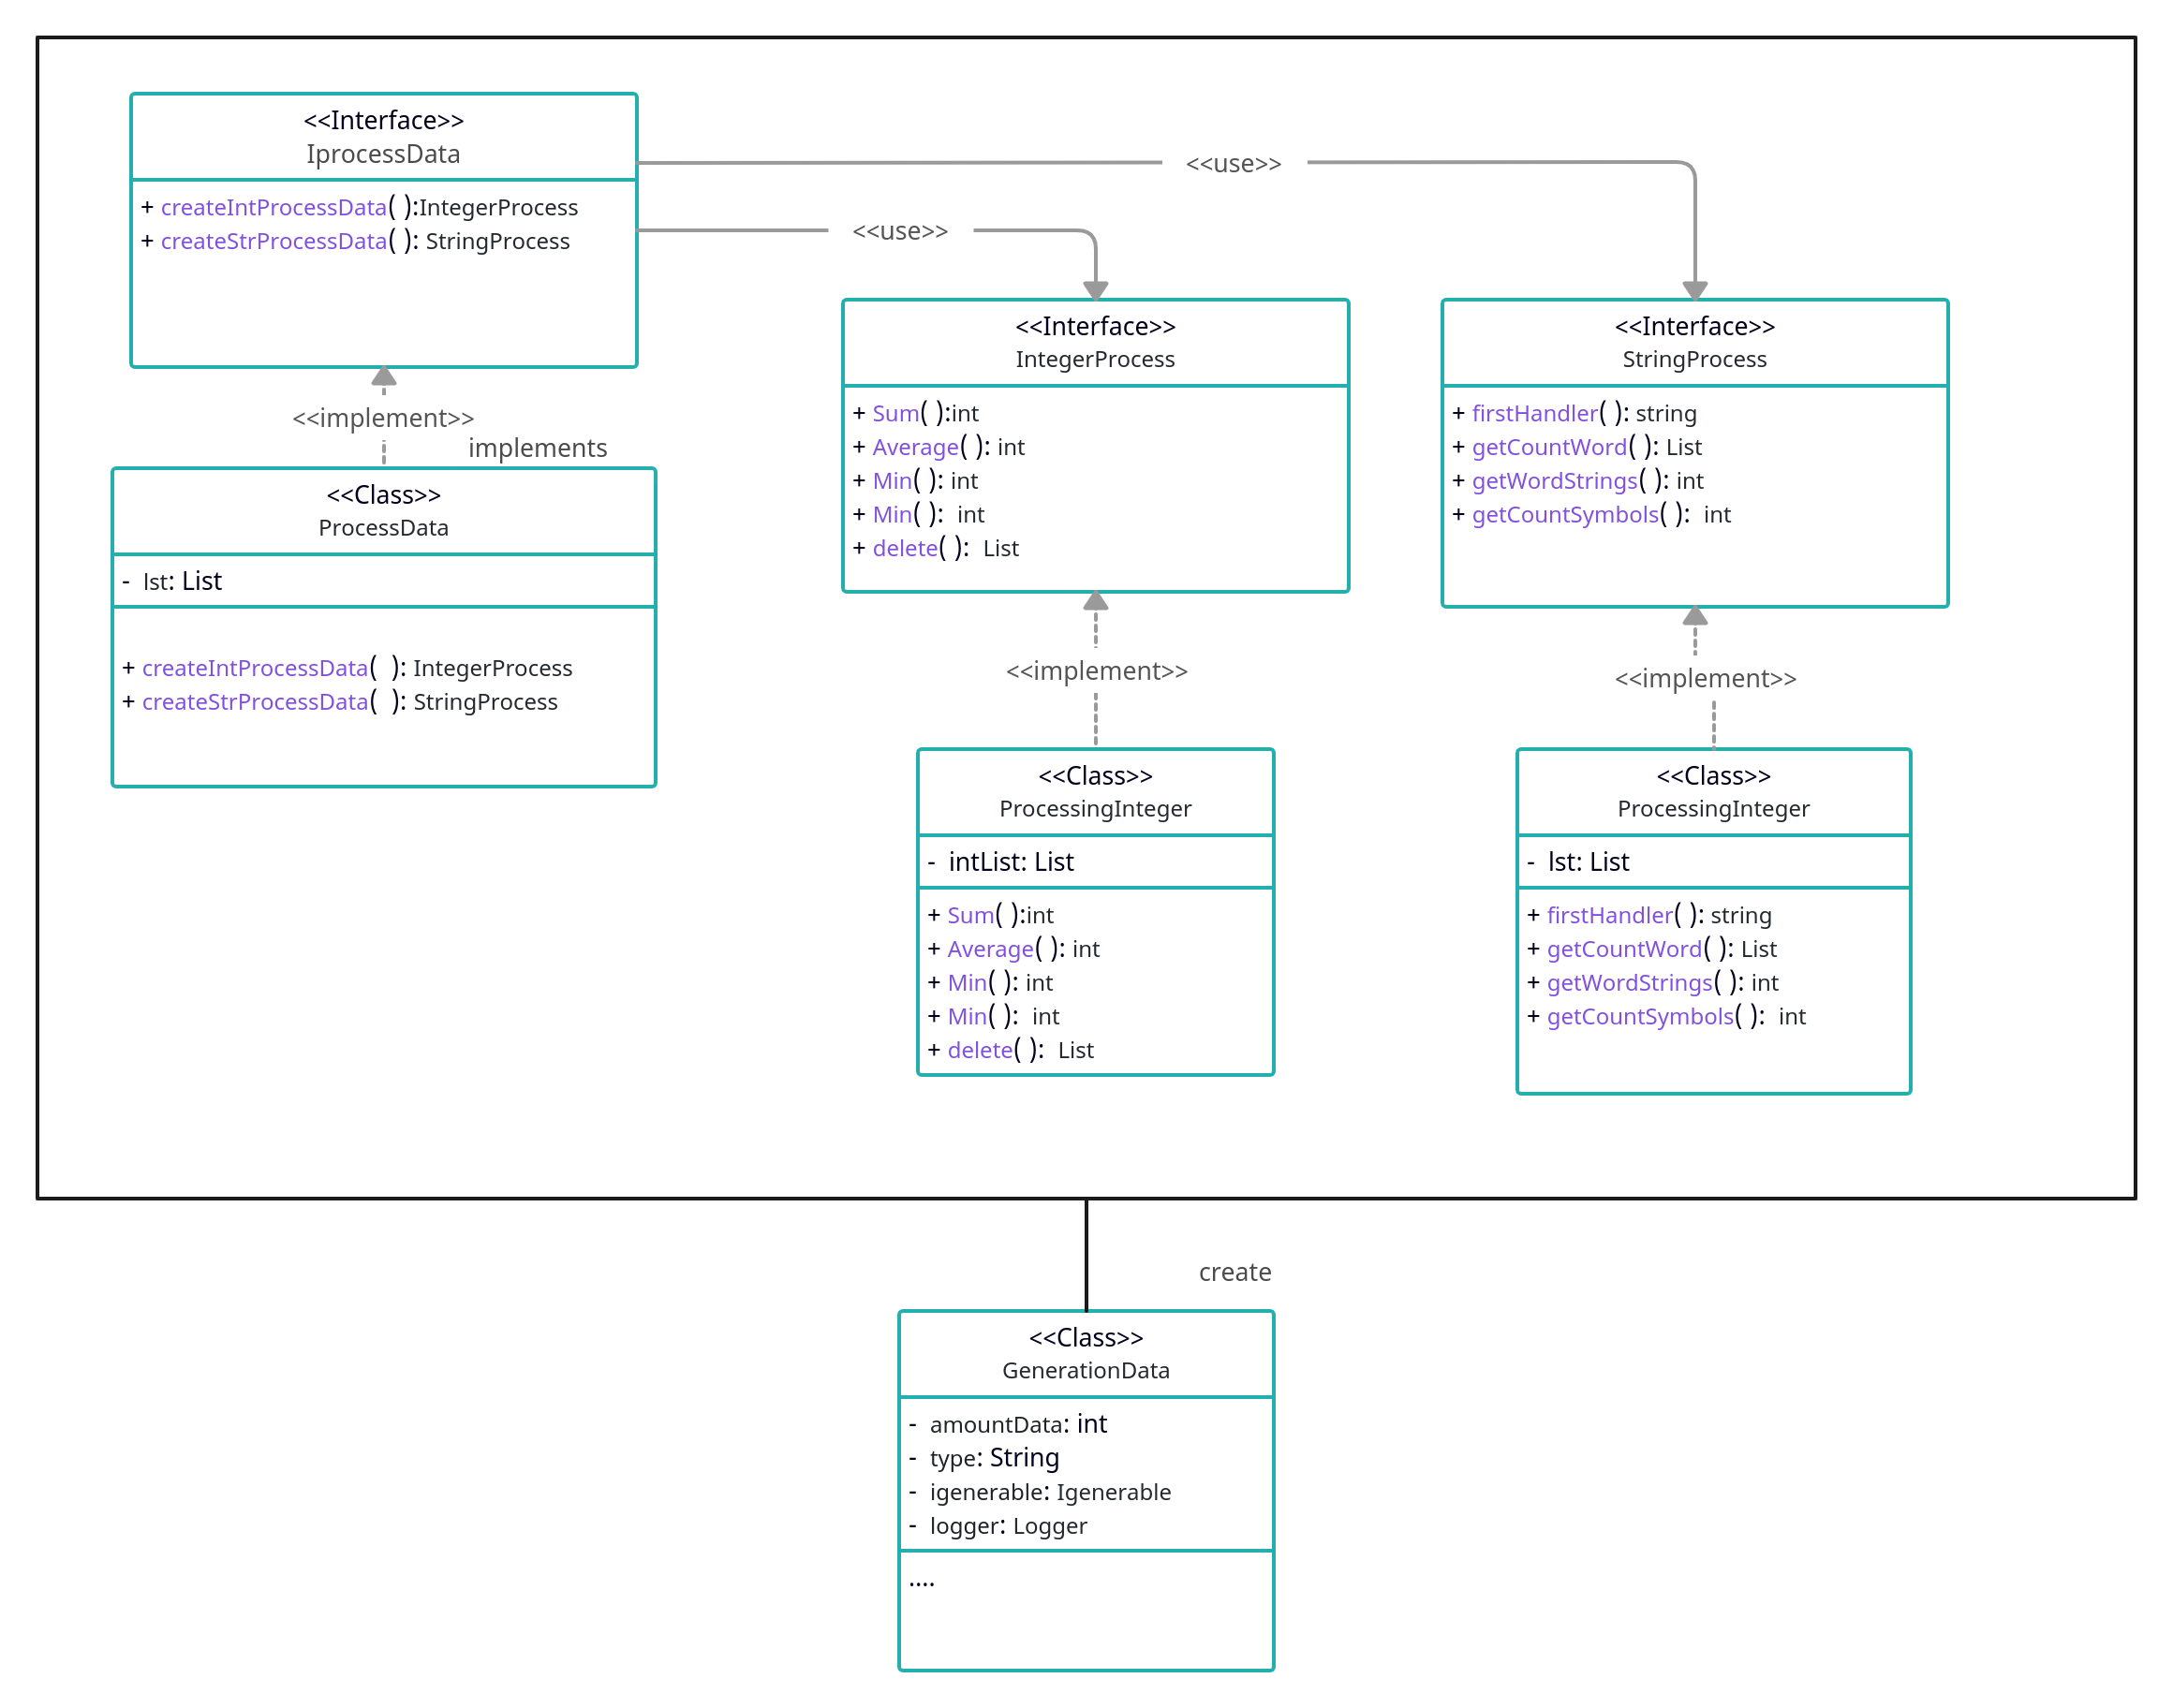 <<Interface>>
IprocessData
+ createIntProcessData( ):IntegerProcess
+ createStrProcessData( ): StringProcess
<<use>>
<<use>>
<<implement>>
implements
<<Class>>
ProcessData
- lst: List
+ createIntProcessData( ): IntegerProcess
+ createStrProcessData( ): StringProcess
<<Interface>>
IntegerProcess
+ Sum( ):int
+ Average( ): int
+ Min( ): int
+ Min( ): int
+ delete( ): List
<<implement>>
<<Class>>
ProcessingInteger
- intList: List
+ Sum( ):int
+ Average( ): int
+ Min( ): int
+ Min( ): int
+ delete( ): List
<<Interface>>
StringProcess
+ firstHandler( ): string
+ getCountWord( ): List
+ getWordStrings( ): int
+ getCountSymbols( ): int
<<implement>>
<<Class>>
ProcessingInteger
- lst: List
+ firstHandler( ): string
+ getCountWord( ): List
+ getWordStrings( ): int
+ getCountSymbols( ): int
create
<<Class>>
GenerationData
- amountData: int
- type: String
- igenerable: Igenerable
- logger: Logger
....